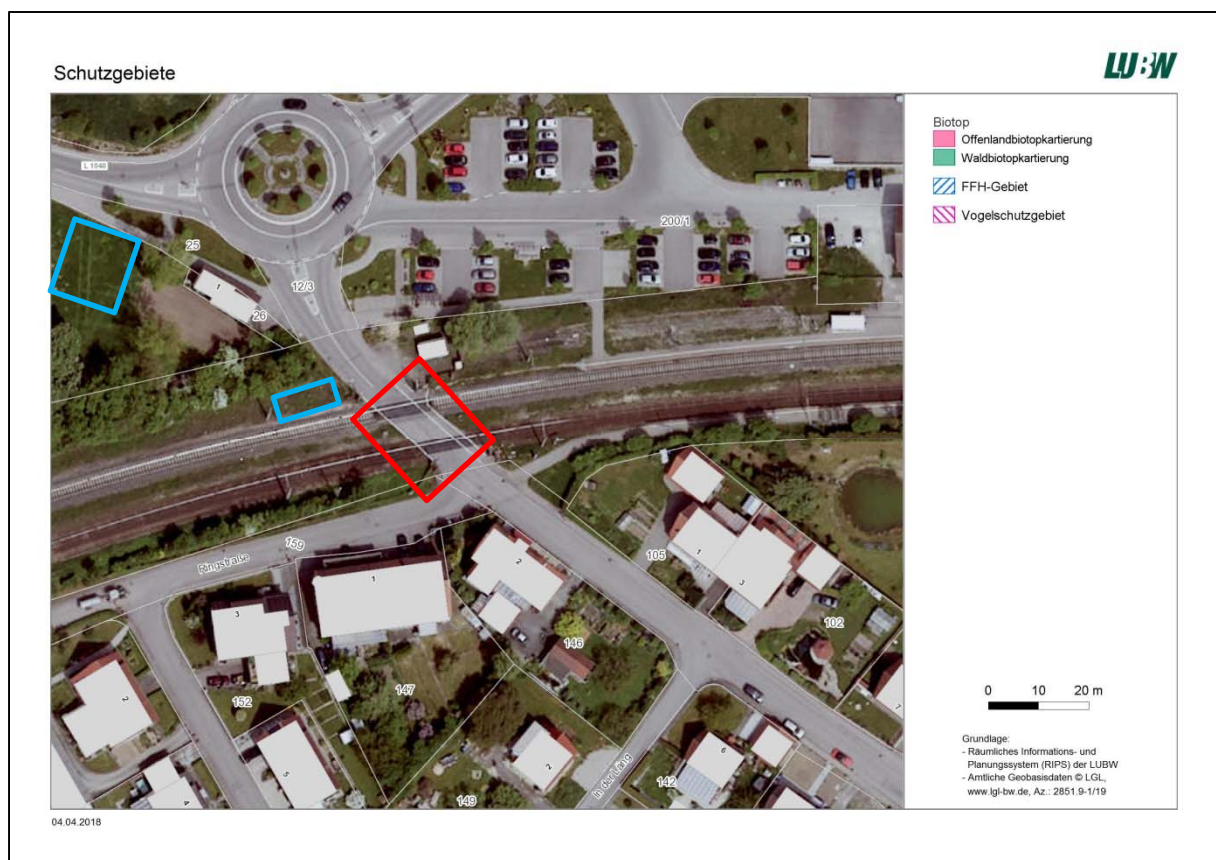 Schutzgebiete
LUBW
Biotop
Offenlandbiotopkartierung
Waldbiotopkartierung
FFH-Gebiet
Vogelschutzgebiet
L 1048
25
1
26
12/3
200/1
159
Ringstraße
1
2
3
105
1
3
102
146
147
152
2
5
4
149
2
In der Läng
142
6
7
0 10 20 m
Grundlage:
- Räumliches Informations- und
Planungssystem (RIPS) der LUBW
- Amtliche Geobasisdaten © LGL,
www.lgl-bw.de, Az.: 2851.9-1/19
04.04.2018